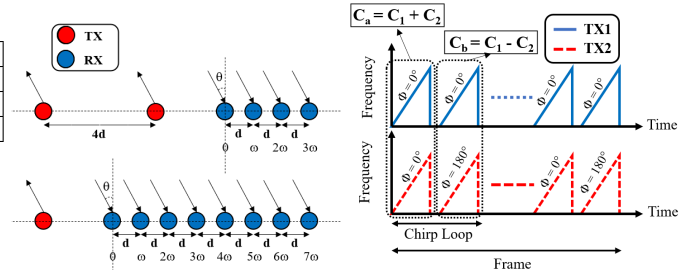 TX
RX
θ
4d
d
d
d
0
ω
2ω
3ω
θ
d
d
d
d
d
d
d
0
ω
2ω
3ω
4ω
5ω
6ω
7ω
Cₐ = C₁ + C₂
C_b = C₁ - C₂
TX1
TX2
Frequency
Φ = 0°
Φ = 0°
Φ = 0°
Φ = 0°
Time
Frequency
Φ = 0°
Φ = 180°
Φ = 0°
Φ = 180°
Time
Chirp Loop
Frame